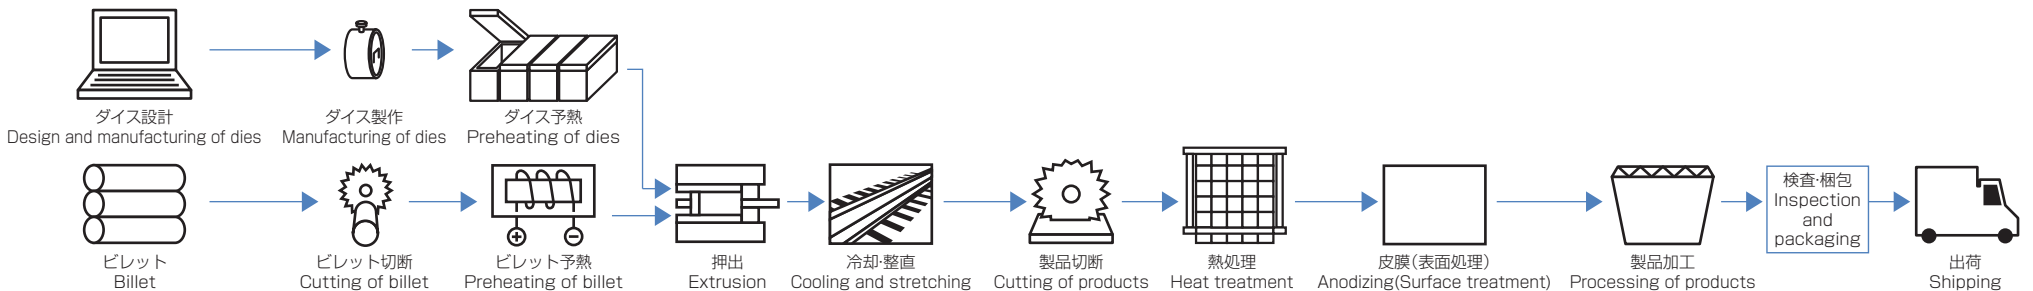 ダイス設計
Design and manufacturing of dies
ダイス製作
Manufacturing of dies
ダイス予熱
Preheating of dies
ビレット
Billet
ビレット切断
Cutting of billet
ビレット予熱
Preheating of billet
押出
Extrusion
冷却・整直
Cooling and stretching
製品切断
Cutting of products
熱処理
Heat treatment
皮膜(表面処理)
Anodizing(Surface treatment)
製品加工
Processing of products
検査・梱包
Inspection
and
packaging
出荷
Shipping